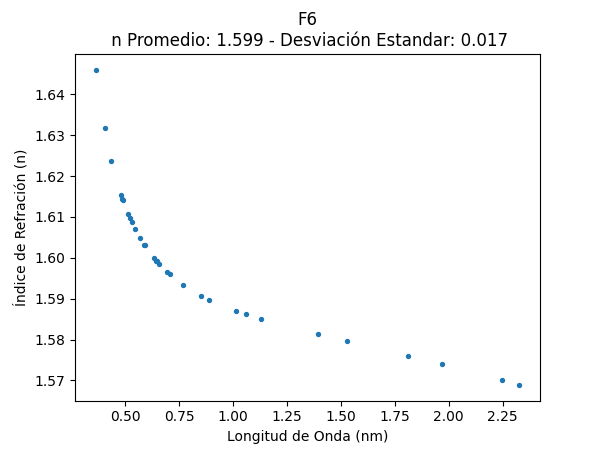 F6
n Promedio: 1.599 - Desviación Estandar: 0.017
1.64
1.63
1.62
1.61
1.60
1.59
1.58
1.57
Índice de Refración (n)
0.50 0.75 1.00 1.25 1.50 1.75 2.00 2.25
Longitud de Onda (nm)